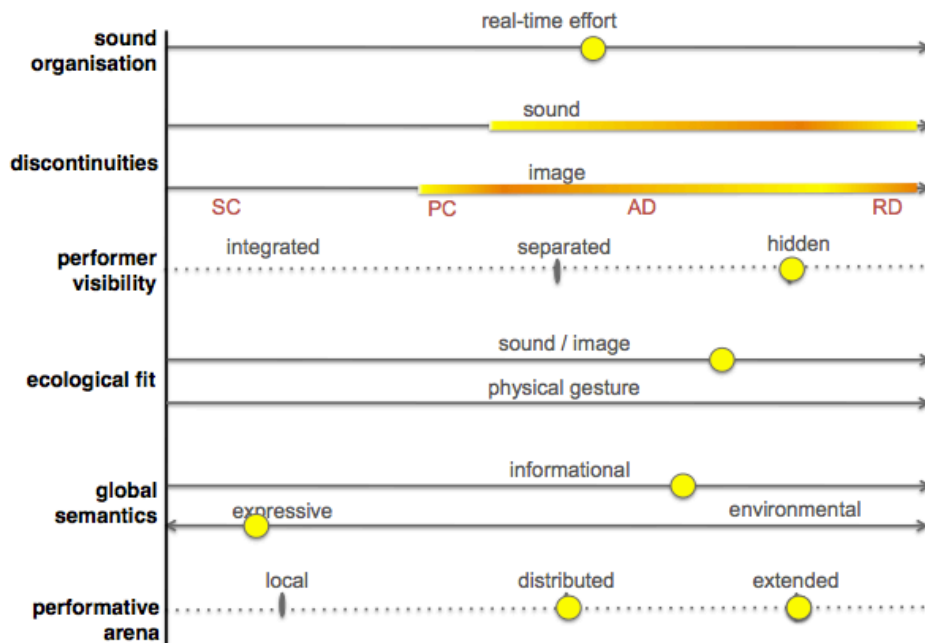 real-time effort
sound
organisation
sound
discontinuities
image
SC
PC
AD
RD
integrated
separated
hidden
performer
visibility
sound / image
ecological fit
physical gesture
informational
global
semantics
expressive
environmental
local
distributed
extended
performative
arena